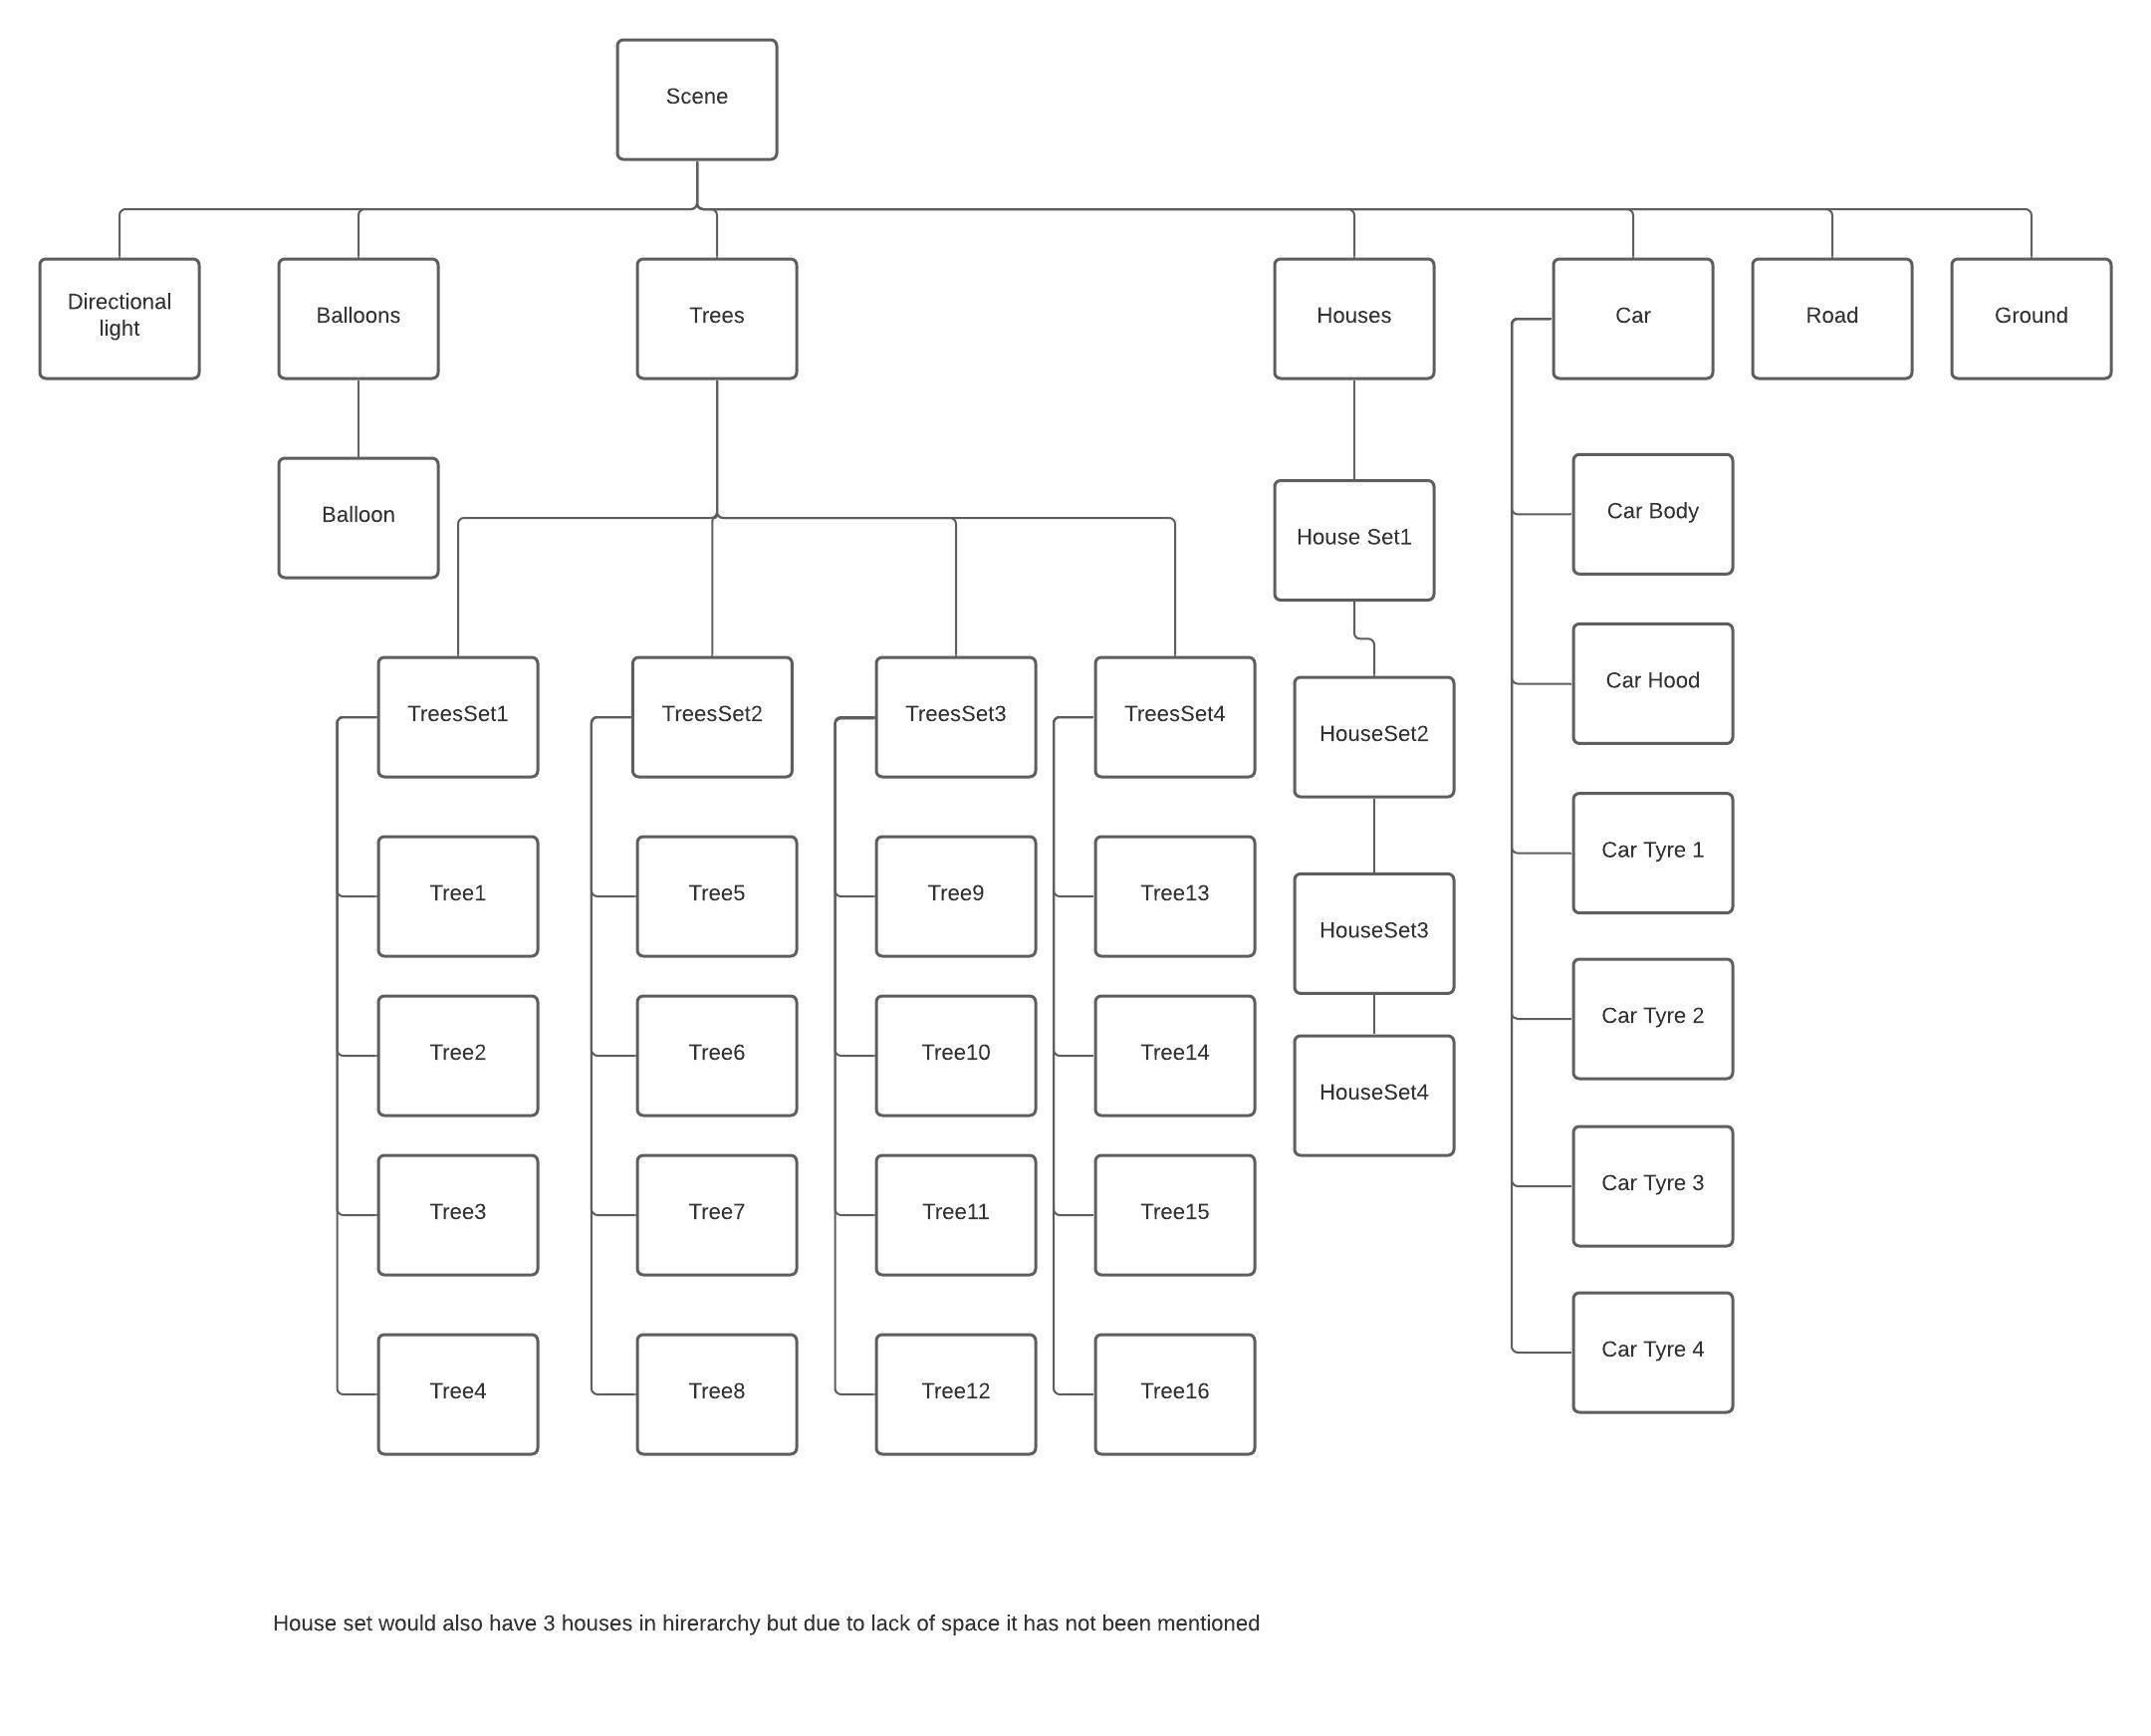 Scene
Directional
light
Balloons
Trees
Houses
Car
Road
Ground
Balloon
House Set1
Car Body
TreesSet1
TreesSet2
TreesSet3
TreesSet4
HouseSet2
Car Hood
Tree1
Tree5
Tree9
Tree13
HouseSet3
Car Tyre 1
Tree2
Tree6
Tree10
Tree14
HouseSet4
Car Tyre 2
Tree3
Tree7
Tree11
Tree15
Car Tyre 3
Tree4
Tree8
Tree12
Tree16
Car Tyre 4
House set would also have 3 houses in hirerarchy but due to lack of space it has not been mentioned